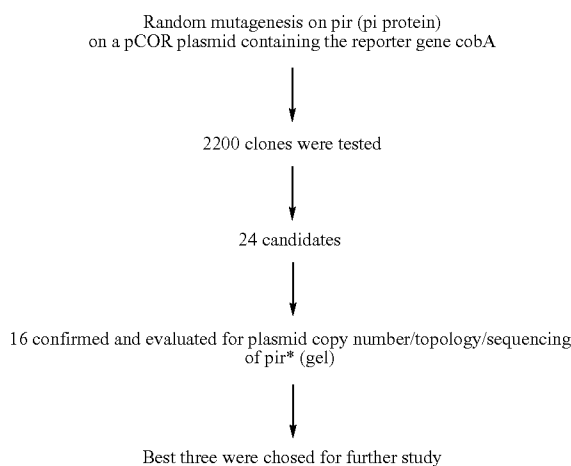 Random mutagenesis on pir (pi protein)
on a pCOR plasmid containing the reporter gene cobA
2200 clones were tested
24 candidates
16 confirmed and evaluated for plasmid copy number/topology/sequencing
of pir* (gel)
Best three were chosed for further study